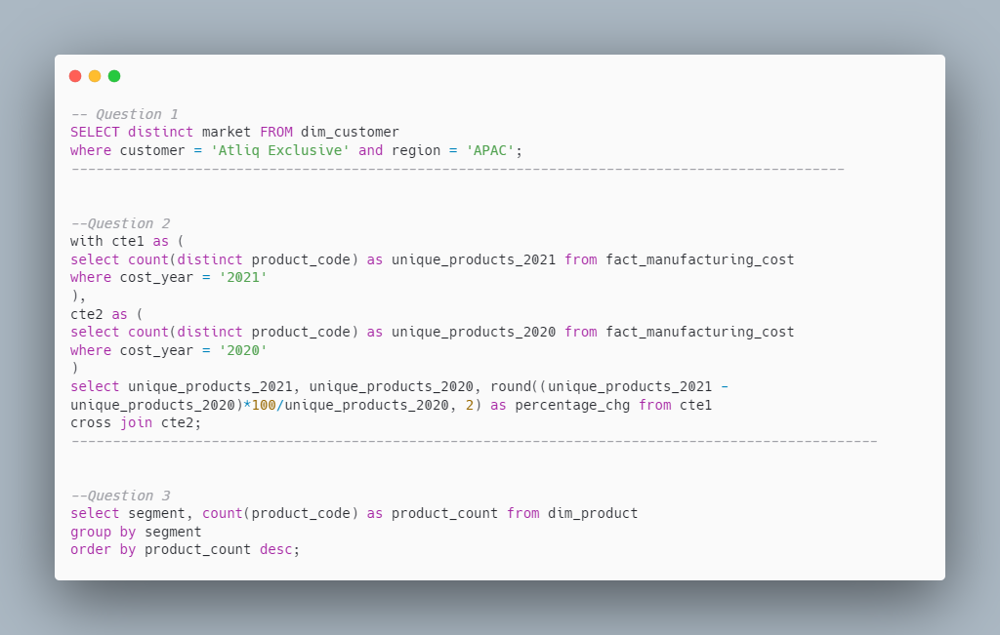 -- Question 1
SELECT distinct market FROM dim_customer
where customer = 'Atliq Exclusive' and region = 'APAC';
----------------------------------------------------------------------------------------------
--Question 2
with cte1 as (
select count(distinct product_code) as unique_products_2021 from fact_manufacturing_cost
where cost_year = '2021'
),
cte2 as (
select count(distinct product_code) as unique_products_2020 from fact_manufacturing_cost
where cost_year = '2020'
)
select unique_products_2021, unique_products_2020, round((unique_products_2021 -
unique_products_2020)*100/unique_products_2020, 2) as percentage_chg from cte1
cross join cte2;
--------------------------------------------------------------------------------------------------
--Question 3
select segment, count(product_code) as product_count from dim_product
group by segment
order by product_count desc;